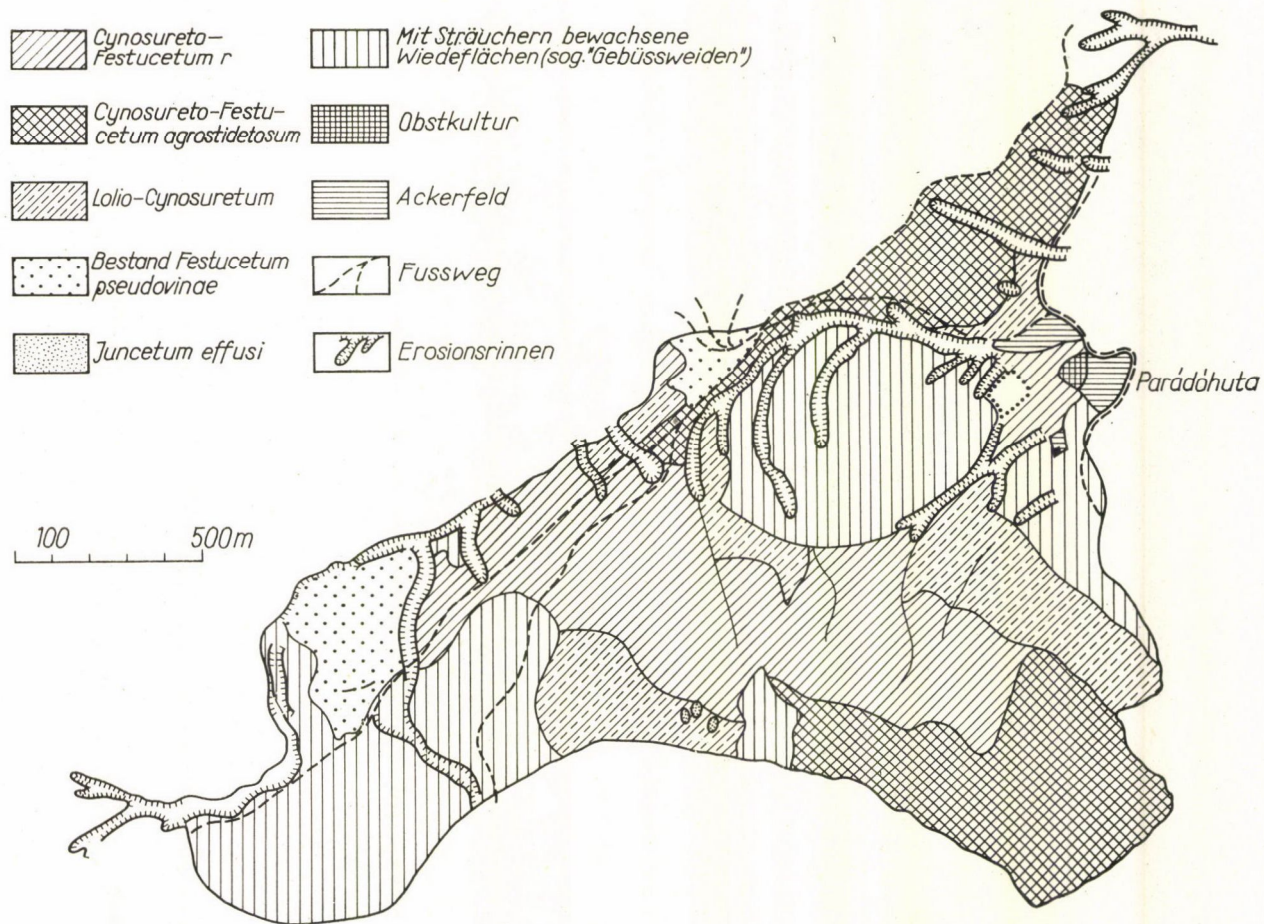 Cynosureto-
Festucetum r
Cynosureto-Festu-
cetum agrostidetosum
Lolio-Cynosuretum
Bestand Festucetum
pseudovinae
Juncetum effusi
Mit Sträuchern bewachsene
Wiedeflächen (sog. "Gebüssweiden")
Obstkultur
Ackerfeld
Fussweg
Erosionsrinnen
Parádóhuta
100 500m